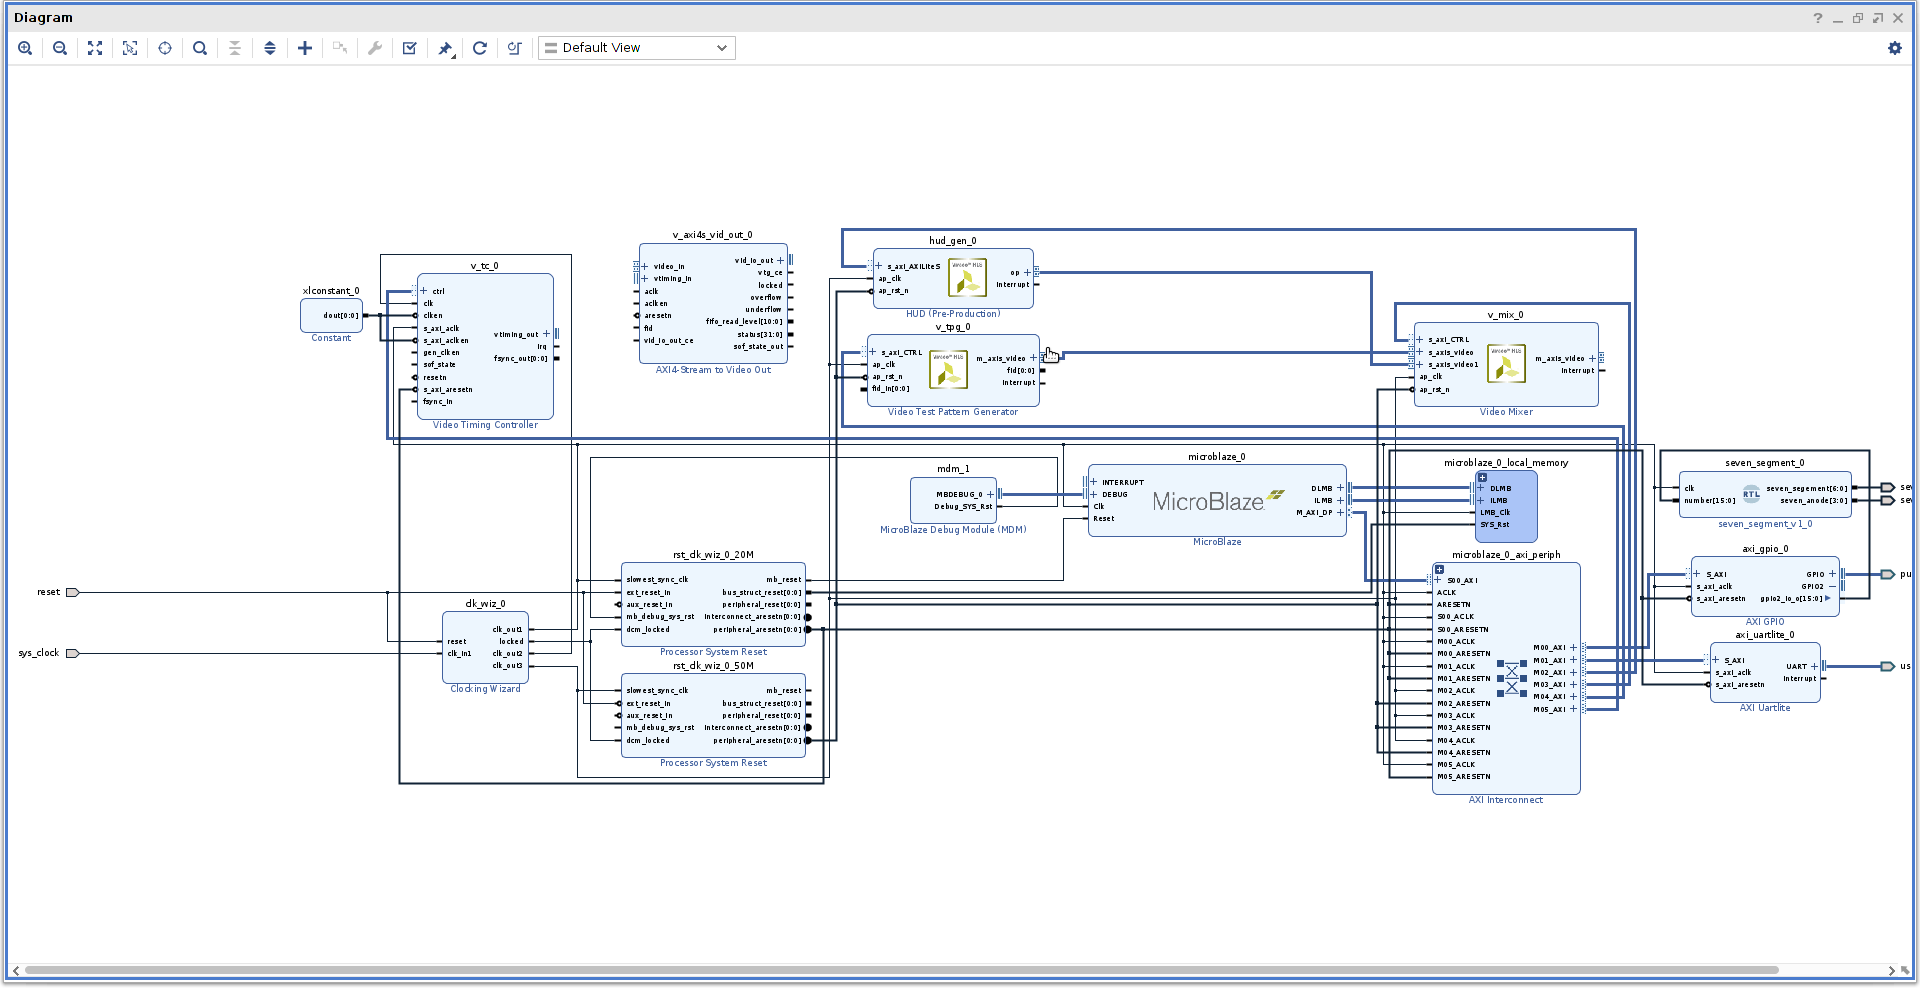 Diagram
Default View
xlconstant_0
dout[0:0]
Constant
v_tc_0
ctrl
clk
clken
s_axi_aclk
s_axi_aclken
gen_clken
sof_state
resetn
s_axi_aresetn
fsync_in
vtiming_out
irq
fsync_out[0:0]
Video Timing Controller
v_axi4s_vid_out_0
video_in
vtiming_in
aclk
aclken
aresetn
fid
vid_io_out_ce
vid_io_out
vtg_ce
locked
overflow
underflow
fifo_read_level[10:0]
status[31:0]
sof_state_out
AXI4-Stream to Video Out
hud_gen_0
s_axi_AXILiteS
ap_clk
ap_rst_n
Vivado™ HLS
op
interrupt
HUD (Pre-Production)
v_tpg_0
s_axi_CTRL
ap_clk
ap_rst_n
fid_in[0:0]
Vivado™ HLS
m_axis_video
fid[0:0]
interrupt
Video Test Pattern Generator
v_mix_0
s_axi_CTRL
s_axis_video
s_axis_video1
ap_clk
ap_rst_n
Vivado™ HLS
m_axis_video
interrupt
Video Mixer
mdm_1
MBDEBUG_0
Debug_SYS_Rst
MicroBlaze Debug Module (MDM)
microblaze_0
INTERRUPT
DEBUG
Clk
Reset
MicroBlaze
DLMB
ILMB
M_AXI_DP
MicroBlaze
microblaze_0_local_memory
DLMB
ILMB
LMB_Clk
SYS_Rst
seven_segment_0
clk
number[15:0]
RTL
seven_segement[6:0]
seven_anode[3:0]
seven_segment_v1_0
axi_gpio_0
S_AXI
s_axi_aclk
s_axi_aresetn
GPIO
GPIO2
gpio2_io_o[15:0]
AXI GPIO
axi_uartlite_0
S_AXI
s_axi_aclk
s_axi_aresetn
UART
interrupt
AXI Uartlite
se
se
pu
us
reset
sys_clock
clk_wiz_0
reset
clk_in1
clk_out1
locked
clk_out2
clk_out3
Clocking Wizard
rst_clk_wiz_0_20M
slowest_sync_clk
ext_reset_in
aux_reset_in
mb_debug_sys_rst
dcm_locked
mb_reset
bus_struct_reset[0:0]
peripheral_reset[0:0]
interconnect_aresetn[0:0]
peripheral_aresetn[0:0]
Processor System Reset
rst_clk_wiz_0_50M
slowest_sync_clk
ext_reset_in
aux_reset_in
mb_debug_sys_rst
dcm_locked
mb_reset
bus_struct_reset[0:0]
peripheral_reset[0:0]
interconnect_aresetn[0:0]
peripheral_aresetn[0:0]
Processor System Reset
microblaze_0_axi_periph
S00_AXI
ACLK
ARESETN
S00_ACLK
S00_ARESETN
M00_ACLK
M00_ARESETN
M01_ACLK
M01_ARESETN
M02_ACLK
M02_ARESETN
M03_ACLK
M03_ARESETN
M04_ACLK
M04_ARESETN
M05_ACLK
M05_ARESETN
M00_AXI
M01_AXI
M02_AXI
M03_AXI
M04_AXI
M05_AXI
AXI Interconnect